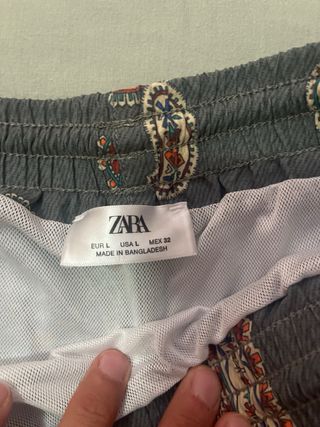 ZARA
EUR L USA L MEX 32
MADE IN BANGLADESH